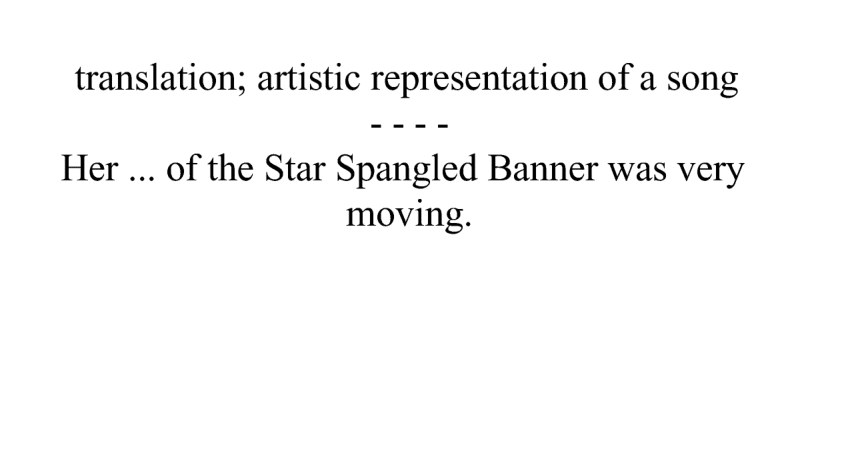 translation; artistic representation of a song
- - - -
Her ... of the Star Spangled Banner was very
moving.